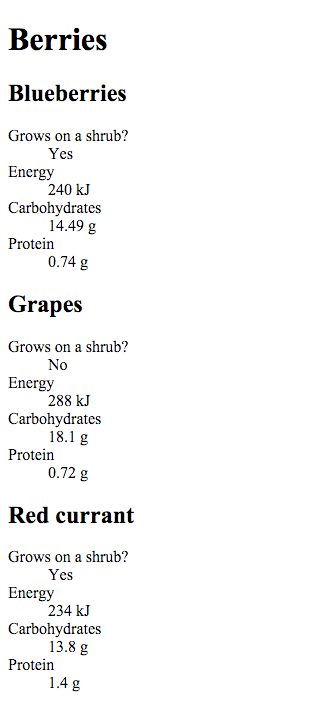 Berries
Blueberries
Grows on a shrub?
Yes
Energy
240 kJ
Carbohydrates
14.49 g
Protein
0.74 g
Grapes
Grows on a shrub?
No
Energy
288 kJ
Carbohydrates
18.1 g
Protein
0.72 g
Red currant
Grows on a shrub?
Yes
Energy
234 kJ
Carbohydrates
13.8 g
Protein
1.4 g